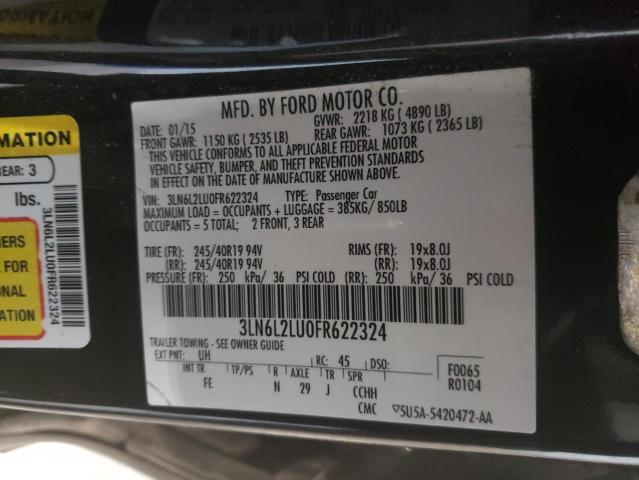 MFD. BY FORD MOTOR CO.
DATE: 01/15 GVWR: 2218 KG ( 4890 LB)
FRONT GAWR: 1150 KG ( 2535 LB) REAR GAWR: 1073 KG ( 2365 LB)
THIS VEHICLE CONFORMS TO ALL APPLICABLE FEDERAL MOTOR
VEHICLE SAFETY, BUMPER, AND THEFT PREVENTION STANDARDS
IN EFFECT ON THE DATE OF MANUFACTURE SHOWN ABOVE.
VIN: 3LN6L2LU0FR622324 TYPE: Passenger Car
MAXIMUM LOAD = OCCUPANTS + LUGGAGE = 385KG/ 850LB
OCCUPANTS = 5 TOTAL; 2 FRONT, 3 REAR
TIRE (FR): 245/40R19 94V RIMS (FR): 19x8.0J
(RR): 245/40R19 94V (RR): 19x8.0J
PRESSURE (FR): 250 kPa/ 36 PSI COLD (RR): 250 kPa/ 36 PSI COLD
3LN6L2LU0FR622324
TRAILER TOWING - SEE OWNER GUIDE
EXT PNT: UH RC: 45 DSO:
INT TR TP/PS R AXLE TR SPR
FE N 29 J CCHH
F0065
R0104
CMC ▽5U5A-5420472-AA
MATION
REAR: 3
lbs.
3LN6L2LU0FR622324
FOR
ONAL